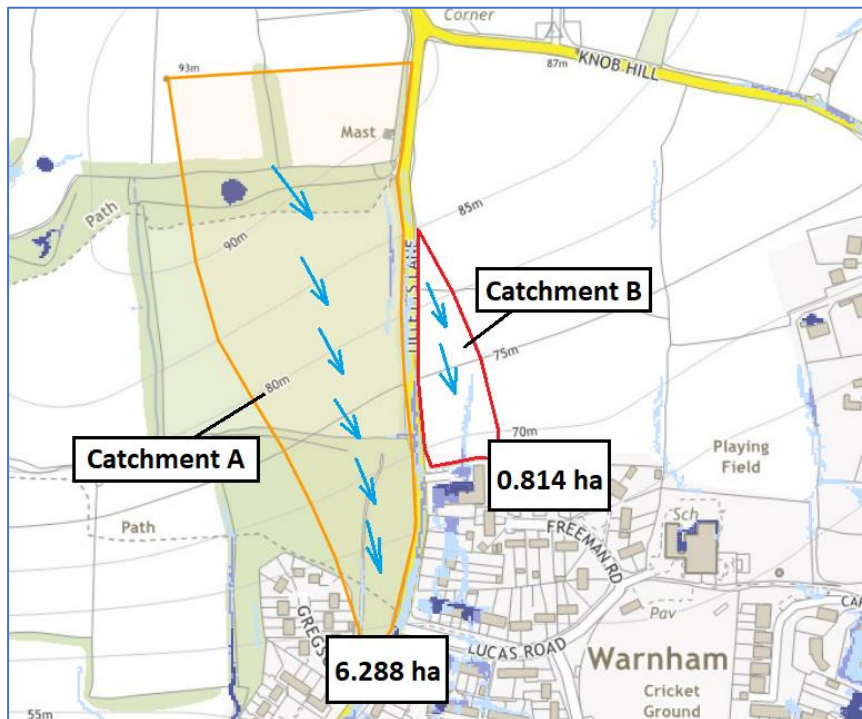 Corner
93m
KNOB HILL
87m
Mast
Path
85m
90m
LANE
Catchment B
75m
80m
Catchment A
70m
0.814 ha
Playing
Field
Path
Sch
FREEMAN RD
Pav
LUCAS ROAD
6.288 ha
Warnham
Cricket
Ground
55m